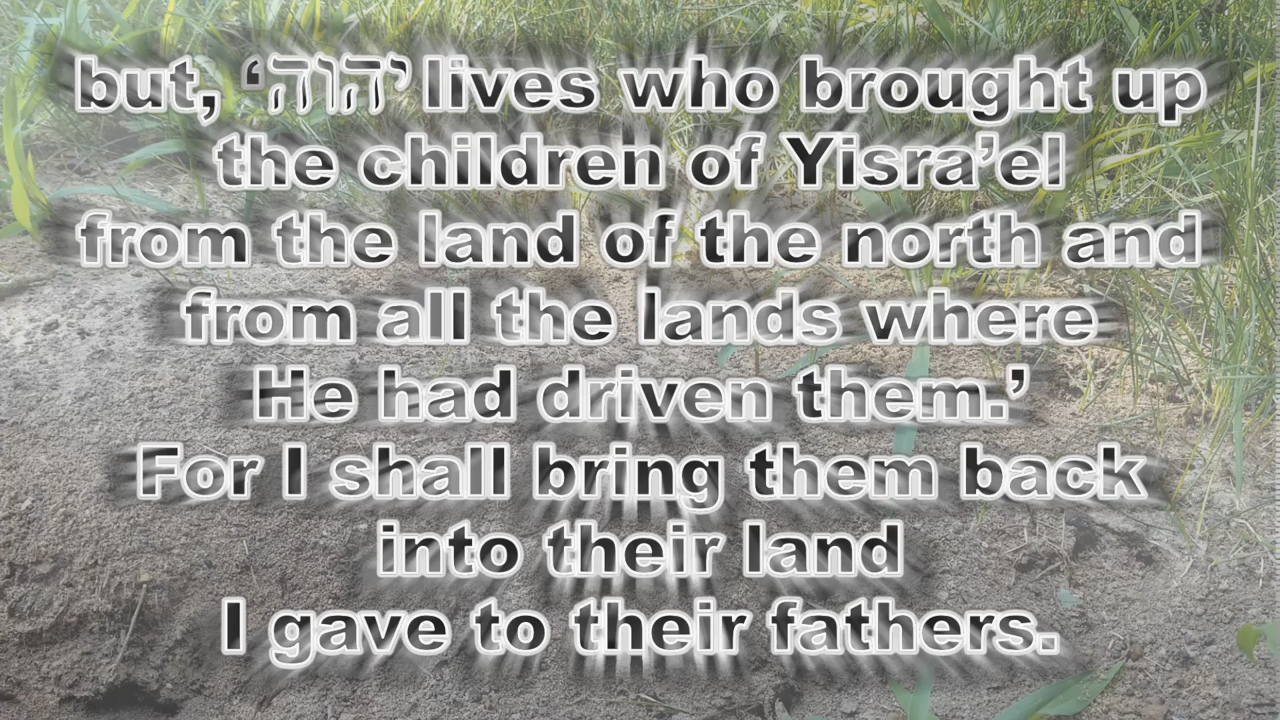 but, ‘יהוה lives who brought up
the children of Yisra’el
from the land of the north and
from all the lands where
He had driven them.’
For I shall bring them back
into their land
I gave to their fathers.